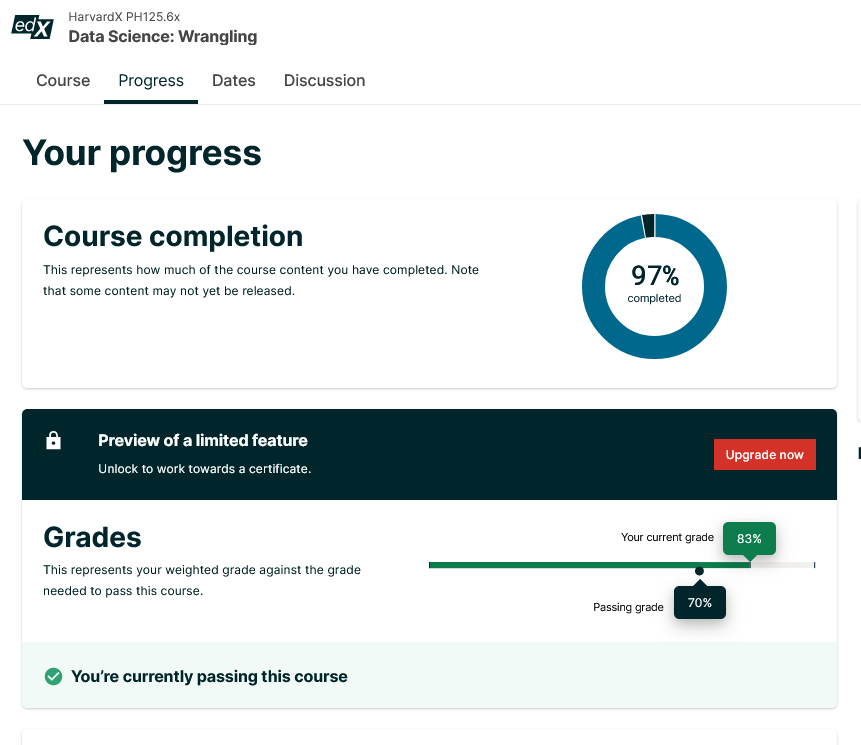 edX
HarvardX PH125.6x
Data Science: Wrangling
Course Progress Dates Discussion
Your progress
Course completion
This represents how much of the course content you have completed. Note
that some content may not yet be released.
97%
completed
Preview of a limited feature
Unlock to work towards a certificate.
Upgrade now
Grades
This represents your weighted grade against the grade
needed to pass this course.
Your current grade 83%
Passing grade 70%
You’re currently passing this course